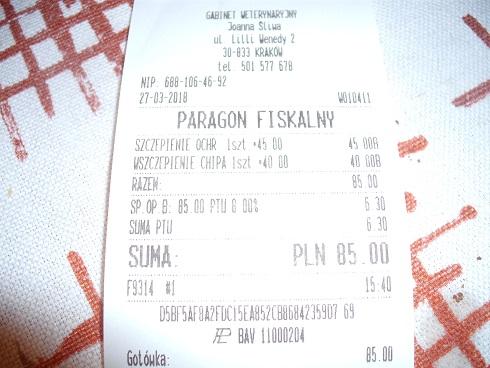 GABINET WETERYNARYJNY
Joanna Śliwa
ul. Lilli Wenedy 2
30-833 KRAKÓW
tel. 501 577 678
NIP: 688-106-46-92
27-03-2018 W010411
PARAGON FISKALNY
SZCZEPIENIE OCHR 1szt *45.00 45.00B
WSZCZEPIENIE CHIPA 1szt *40.00 40.00B
RAZEM: 85.00
SP.OP.B: 85.00 PTU 8.00% 6.30
SUMA PTU 6.30
SUMA: PLN 85.00
F9314 #1 15:40
D5BF5AF8A2FDC15EA852CB8684235907 69
BAV 11000204
Gotówka: 85.00